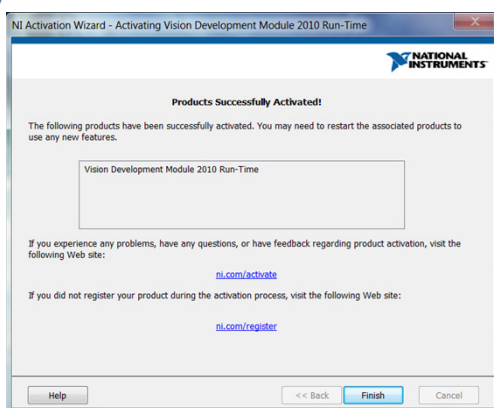 NI Activation Wizard - Activating Vision Development Module 2010 Run-Time
NATIONAL
INSTRUMENTS
Products Successfully Activated!
The following products have been successfully activated. You may need to restart the associated products to
use any new features.
Vision Development Module 2010 Run-Time
If you experience any problems, have any questions, or have feedback regarding product activation, visit the
following Web site:
ni.com/activate
If you did not register your product during the activation process, visit the following Web site:
ni.com/register
Help
<< Back
Finish
Cancel